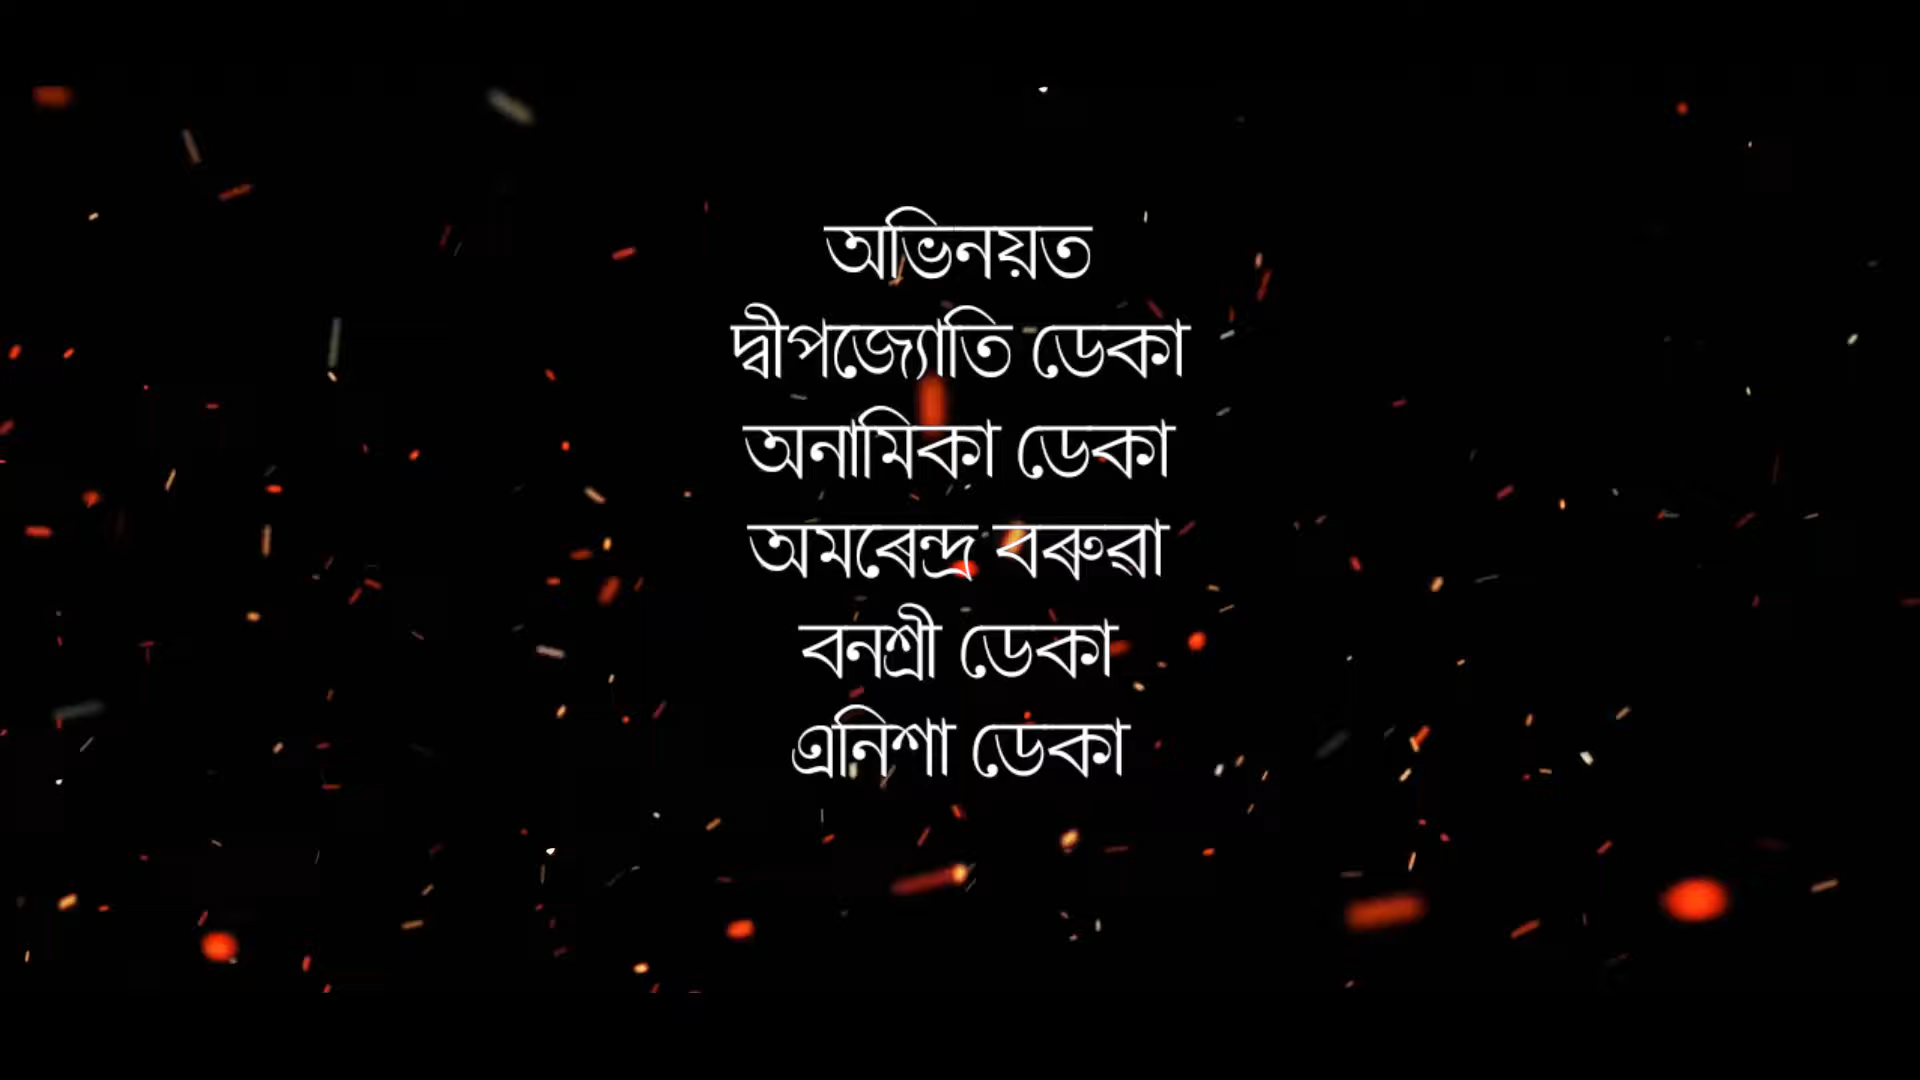 অভিনয়ত
দ্বীপজ্যোতি ডেকা
অনামিকা ডেকা
অমৰেন্দ্ৰ বৰুৱা
বনশ্ৰী ডেকা
এনিশা ডেকা